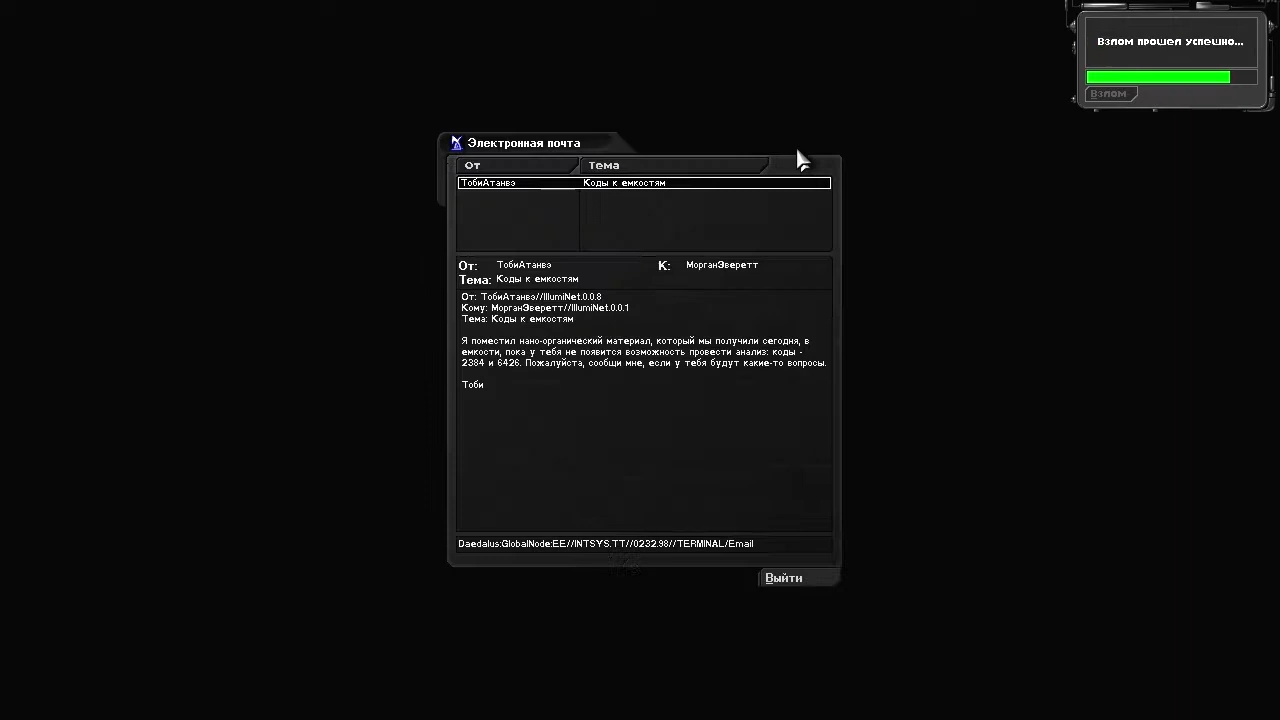 Взлом прошел успешно...
Взлом
Электронная почта
От Тема
ТобиАтанвэ Коды к емкостям
От: ТобиАтанвэ К: МорганЭверетт
Тема: Коды к емкостям
От: ТобиАтанвэ//IllumiNet.0.0.8
Кому: МорганЭверетт//IllumiNet.0.0.1
Тема: Коды к емкостям
Я поместил нано-органический материал, который мы получили сегодня, в
емкости, пока у тебя не появится возможность провести анализ: коды -
2384 и 6426. Пожалуйста, сообщи мне, если у тебя будут какие-то вопросы.
Тоби
Daedalus:GlobalNode:EE//INTSYS.TT//0232.98//TERMINAL/Email
Выйти